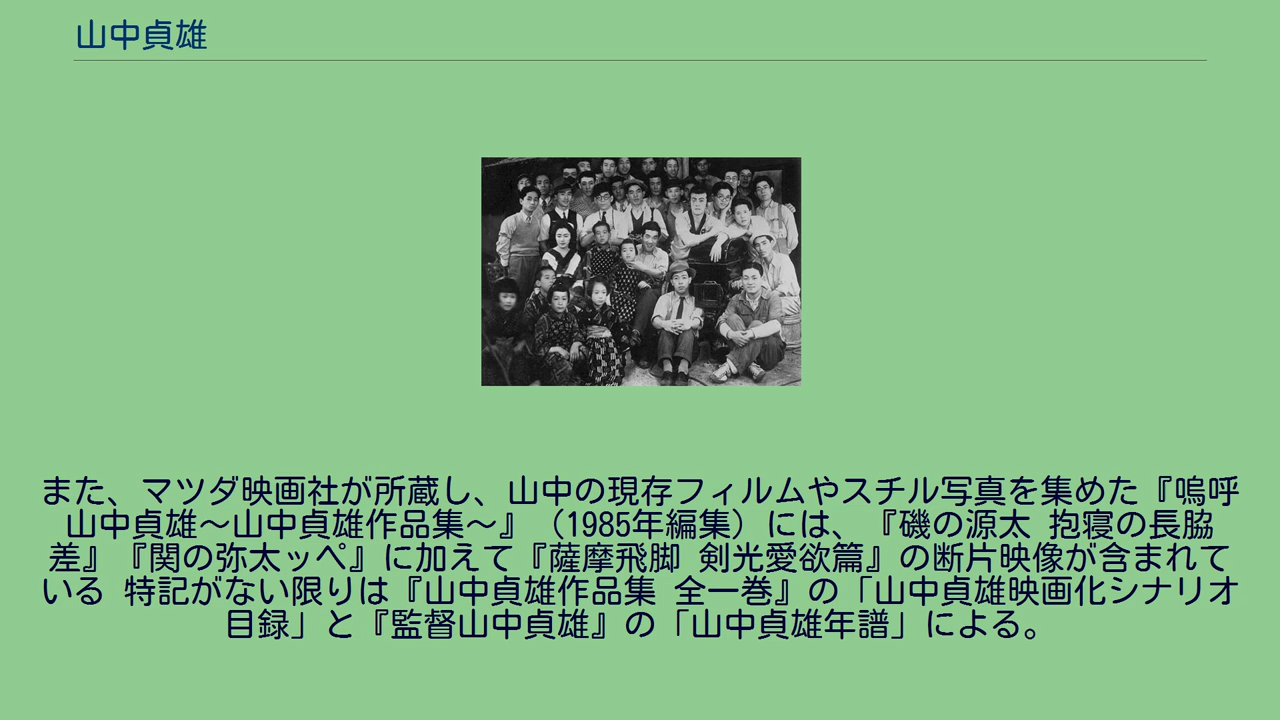 山中貞雄
また、マツダ映画社が所蔵し、山中の現存フィルムやスチル写真を集めた『嗚呼
山中貞雄～山中貞雄作品集～』（1985年編集）には、『磯の源太 抱寝の長脇
差』『関の弥太ッぺ』に加えて『薩摩飛脚 剣光愛欲篇』の断片映像が含まれて
いる 特記がない限りは『山中貞雄作品集 全一巻』の「山中貞雄映画化シナリオ
目録」と『監督山中貞雄』の「山中貞雄年譜」による。